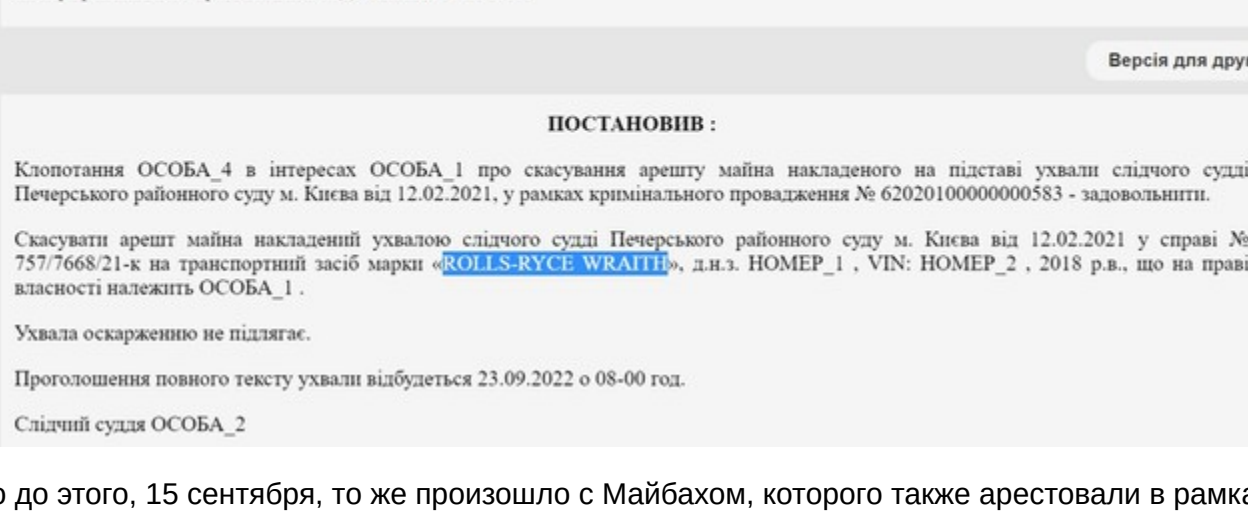 Версія для дру
ПОСТАНОВИВ :
Клопотання ОСОБА_4 в інтересах ОСОБА_1 про скасування арешту майна накладеного на підставі ухвали слідчого судді
Печерського районного суду м. Києва від 12.02.2021, у рамках кримінального провадження № 62020100000000583 - задовольнити.
Скасувати арешт майна накладений ухвалою слідчого судді Печерського районного суду м. Києва від 12.02.2021 у справі №
757/7668/21-к на транспортний засіб марки «ROLLS-RYCE WRAITH», д.н.з. НОМЕР_1 , VIN: НОМЕР_2 , 2018 р.в., що на праві
власності належить ОСОБА_1 .
Ухвала оскарженню не підлягає.
Проголошення повного тексту ухвали відбудеться 23.09.2022 о 08-00 год.
Слідчий суддя ОСОБА_2
о до этого, 15 сентября, то же произошло с Майбахом, которого также арестовали в рамка